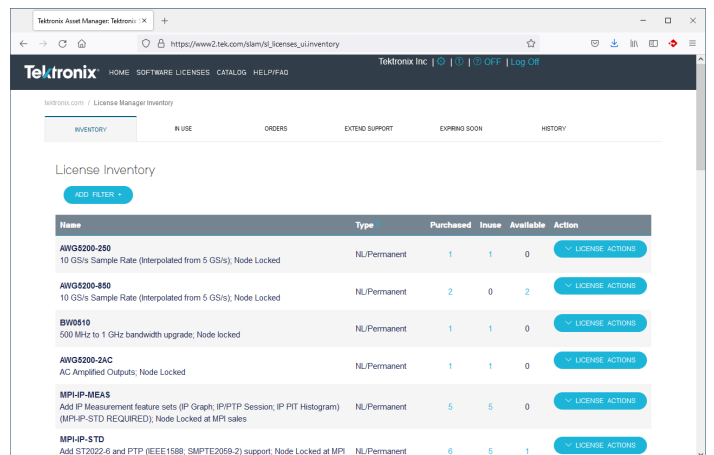 Tektronix Asset Manager: Tektronix
https://www2.tek.com/slam/sl_licenses_ui.inventory
Tektronix HOME SOFTWARE LICENSES CATALOG HELP/FAQ
Tektronix Inc | | | OFF | Log Off
tektronix.com / License Manager Inventory
INVENTORY IN USE ORDERS EXTEND SUPPORT EXPIRING SOON HISTORY
License Inventory
ADD FILTER +
Name Type Purchased Inuse Available Action
AWG5200-250
10 GS/s Sample Rate (Interpolated from 5 GS/s); Node Locked NL/Permanent 1 1 0 LICENSE ACTIONS
AWG5200-850
10 GS/s Sample Rate (Interpolated from 5 GS/s); Node Locked NL/Permanent 2 0 2 LICENSE ACTIONS
BW0510
500 MHz to 1 GHz bandwidth upgrade; Node locked NL/Permanent 1 1 0 LICENSE ACTIONS
AWG5200-2AC
AC Amplified Outputs; Node Locked NL/Permanent 1 1 0 LICENSE ACTIONS
MPI-IP-MEAS
Add IP Measurement feature sets (IP Graph; IP/PTP Session; IP PIT Histogram) NL/Permanent 5 5 0 LICENSE ACTIONS
(MPI-IP-STD REQUIRED); Node Locked at MPI sales
MPI-IP-STD
Add ST2022-6 and PTP (IEEE1588; SMPTE2059-2) support; Node Locked at MPI NL/Permanent 6 5 1 LICENSE ACTIONS